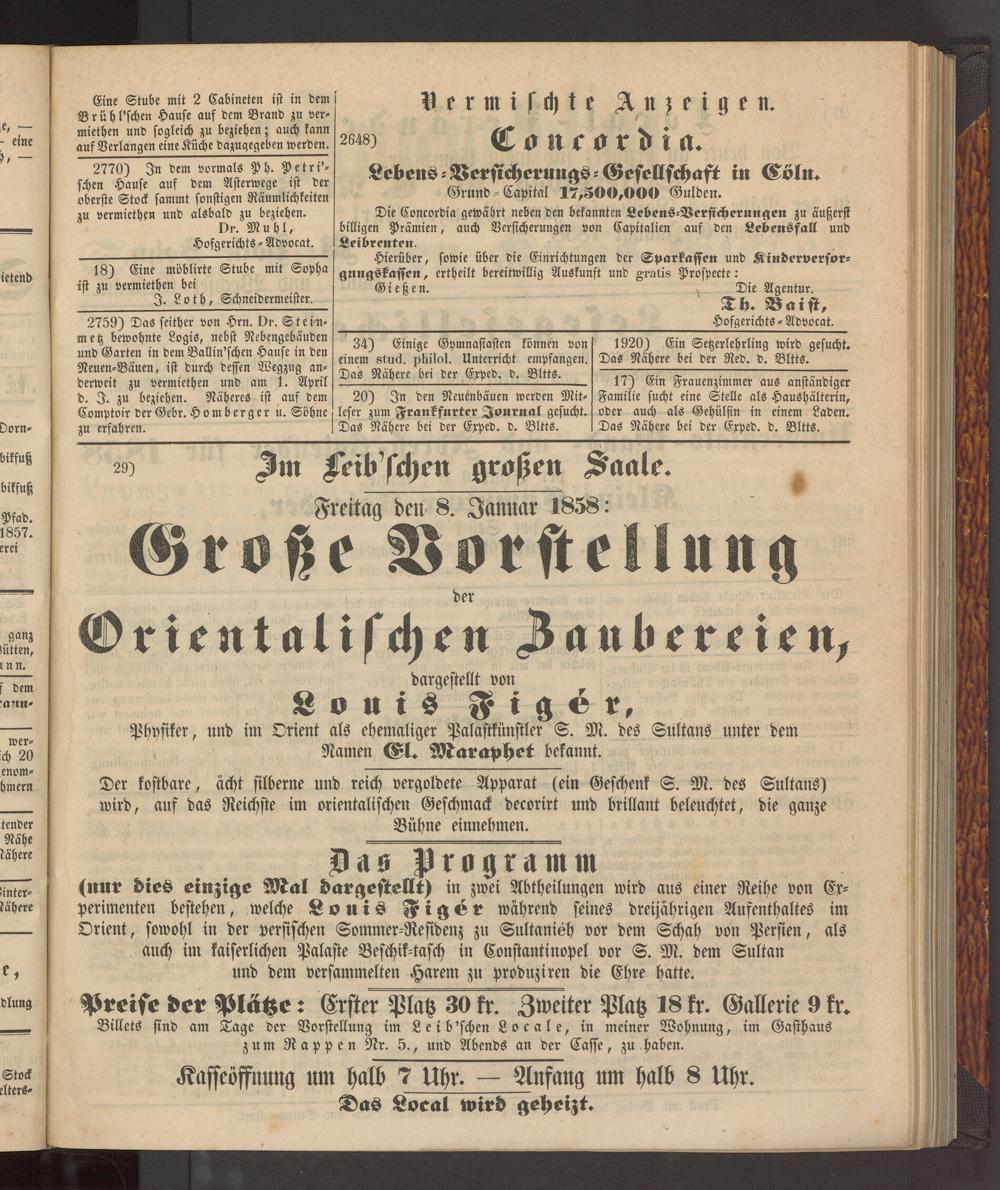 Eine Stube mit 2 Cabineten ist in dem
Brühl'schen Hause auf dem Brand zu ver-
miethen und sogleich zu beziehen; auch kann
auf Verlangen eine Küche dazugegeben werden.
2770) In dem vormals Ph. Petri'-
schen Hause auf dem Asterwege ist der
oberste Stock sammt sonstigen Räumlichkeiten
zu vermiethen und alsbald zu beziehen.
Dr. Muhl,
Hofgerichts-Advocat.
18) Eine möblirte Stube mit Sopha
ist zu vermiethen bei
J. Loth, Schneidermeister.
2759) Das seither von Hrn. Dr. Stein-
metz bewohnte Logis, nebst Nebengebäuden
und Garten in dem Ballin'schen Hause in den
Neuen-Bäuen, ist durch dessen Wegzug an-
derweit zu vermiethen und am 1. April
d. J. zu beziehen. Näheres ist auf dem
Comptoir der Gebr. Homberger u. Söhne
zu erfahren.
Vermischte Anzeigen.
2648) Concordia.
Lebens-Versicherungs-Gesellschaft in Cöln.
Grund-Capital 17,500,000 Gulden.
Die Concordia gewährt neben den bekannten Lebens-Versicherungen zu äußerst
billigen Prämien, auch Versicherungen von Capitalien auf den Lebensfall und
Leibrenten.
Hierüber, sowie über die Einrichtungen der Sparkassen und Kinderversor-
gungskassen, ertheilt bereitwillig Auskunft und gratis Prospecte:
Gießen. Die Agentur.
Th. Baist,
Hofgerichts-Advocat.
34) Einige Gymnasiasten können von
einem stud. philol. Unterricht empfangen.
Das Nähere bei der Exped. d. Bltts.
20) In den Neuenbäuen werden Mit-
leser zum Frankfurter Journal gesucht.
Das Nähere bei der Exped. d. Bltts.
1920) Ein Setzerlehrling wird gesucht.
Das Nähere bei der Red. d. Bltts.
17) Ein Frauenzimmer aus anständiger
Familie sucht eine Stelle als Haushälterin,
oder auch als Gehülfin in einem Laden.
Das Nähere bei der Exped. d. Bltts.
29) Im Leib'schen großen Saale.
Freitag den 8. Januar 1858:
Große Vorstellung
der
Orientalischen Zaubereien,
dargestellt von
Louis Figér,
Physiker, und im Orient als ehemaliger Palastkünstler S. M. des Sultans unter dem
Namen El. Maraphet bekannt.
Der kostbare, ächt silberne und reich vergoldete Apparat (ein Geschenk S. M. des Sultans)
wird, auf das Reichste im orientalischen Geschmack decorirt und brillant beleuchtet, die ganze
Bühne einnehmen.
Das Programm
(nur dies einzige Mal dargestellt) in zwei Abtheilungen wird aus einer Reihe von Ex-
perimenten bestehen, welche Louis Figér während seines dreijährigen Aufenthaltes im
Orient, sowohl in der persischen Sommer-Residenz zu Sultaniéh vor dem Schah von Persien, als
auch im kaiserlichen Palaste Beschik-tasch in Constantinopel vor S. M. dem Sultan
und dem versammelten Harem zu produziren die Ehre hatte.
Preise der Plätze: Erster Platz 30 kr. Zweiter Platz 18 kr. Gallerie 9 kr.
Billets sind am Tage der Vorstellung im Leib'schen Locale, in meiner Wohnung, im Gasthaus
zum Rappen Nr. 5., und Abends an der Casse, zu haben.
Kasseöffnung um halb 7 Uhr. — Anfang um halb 8 Uhr.
Das Local wird geheizt.